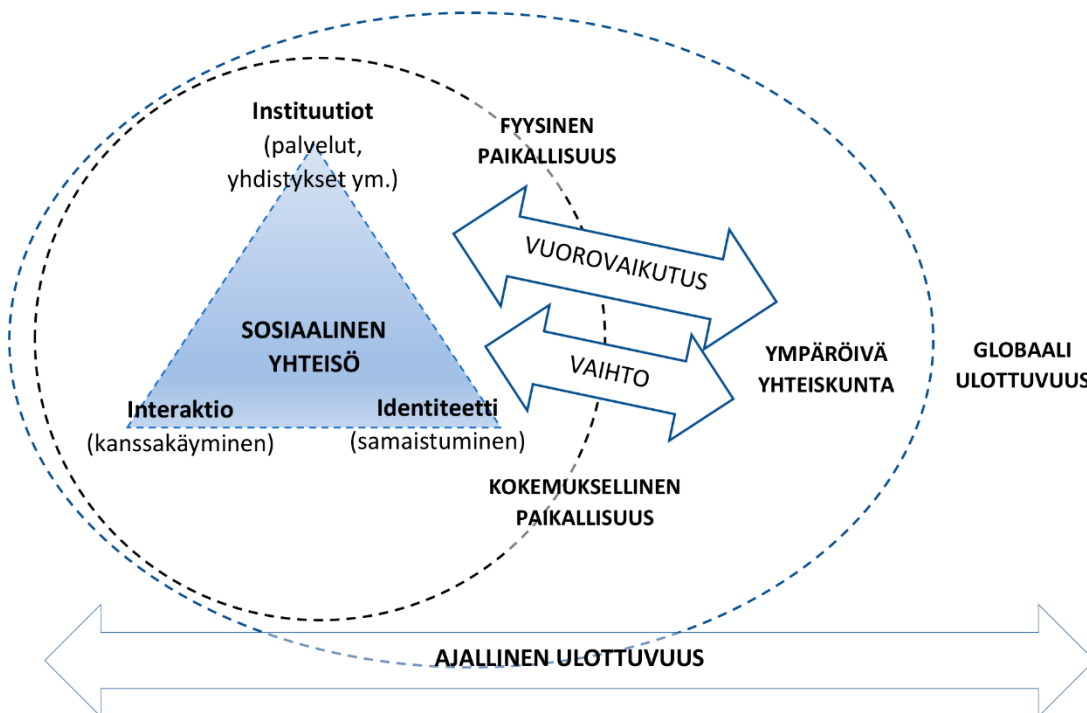 Instituutiot
(palvelut,
yhdistykset ym.)
FYYSINEN
PAIKALLISUUS
VUOROVAIKUTUS
SOSIAALINEN
YHTEISÖ
VAIHTO
YMPÄRÖIVÄ
YHTEISKUNTA
GLOBAALI
ULOTTUVUUS
Interaktio
(kanssakäyminen)
Identiteetti
(samaistuminen)
KOKEMUKSELLINEN
PAIKALLISUUS
AJALLINEN ULOTTUVUUS